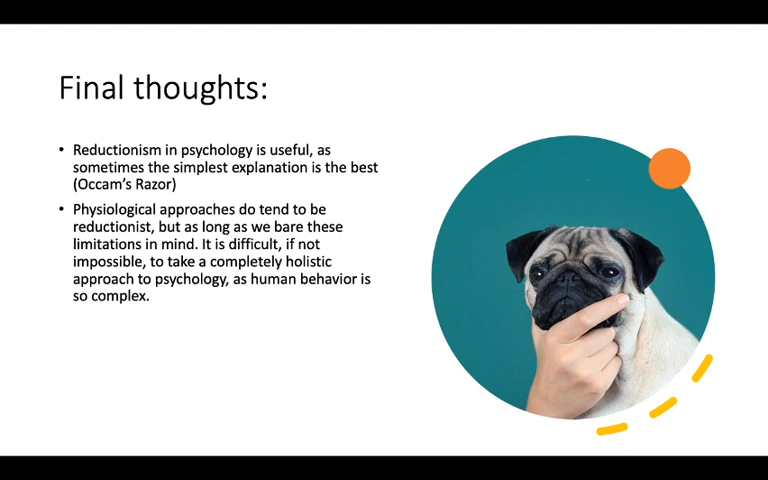 Final thoughts:
• Reductionism in psychology is useful, as
sometimes the simplest explanation is the best
(Occam's Razor)
• Physiological approaches do tend to be
reductionist, but as long as we bare these
limitations in mind. It is difficult, if not
impossible, to take a completely holistic
approach to psychology, as human behavior is
so complex.